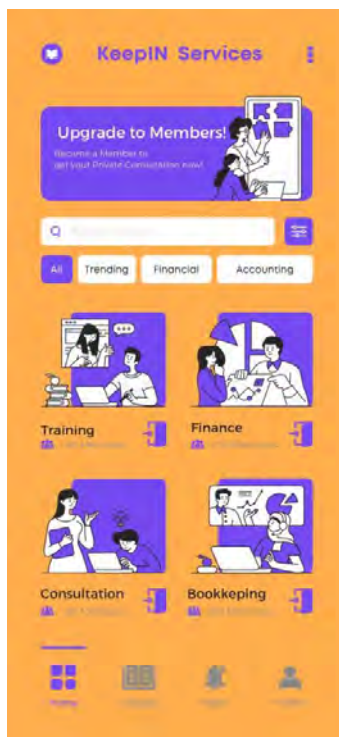 KeepIN Services
Upgrade to Members!
Become a Member to
get your Private Consultation now!
All
Trending
Financial
Accounting
Training
Finance
Consultation
Bookkeping
Home